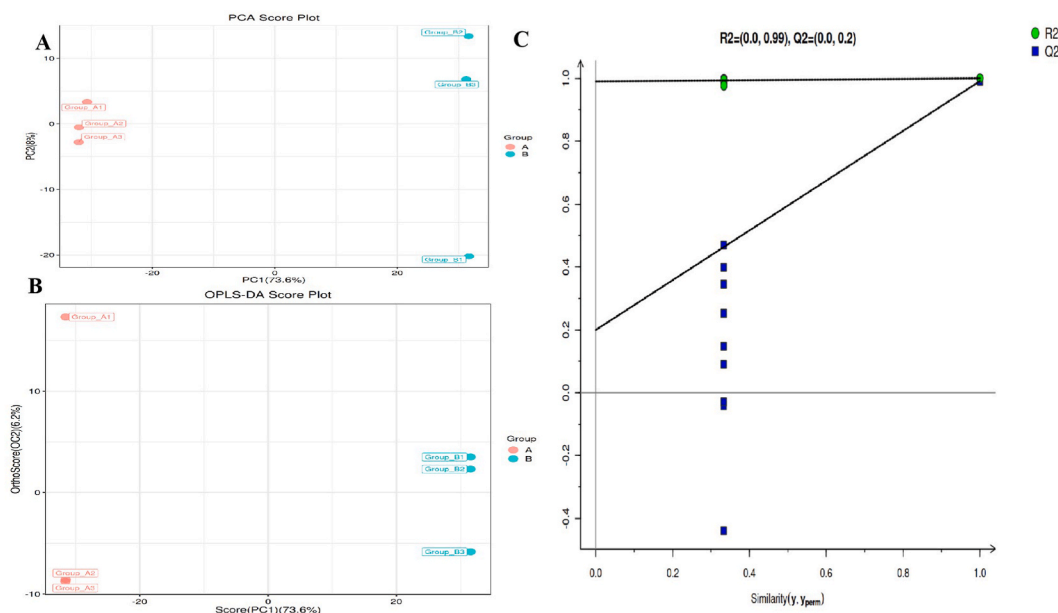 A
PCA Score Plot
PC2(8%)
10
0
-10
-20
Group_B2
Group_B3
Group_A1
Group_A2
Group_A3
Group_B1
-20
0
20
PC1(73.6%)
Group
A
B
B
OPLS-DA Score Plot
OrthoScore(OC2)(6.2%)
10
0
-10
Group_A1
Group_B1
Group_B2
Group_B3
Group_A2
Group_A3
-20
0
20
Score(PC1)(73.6%)
Group
A
B
C
R2=(0.0, 0.99), Q2=(0.0, 0.2)
R2
Q2
1.0
0.8
0.6
0.4
0.2
0.0
-0.2
-0.4
0.0
0.2
0.4
0.6
0.8
1.0
Similarity(y, yperm)